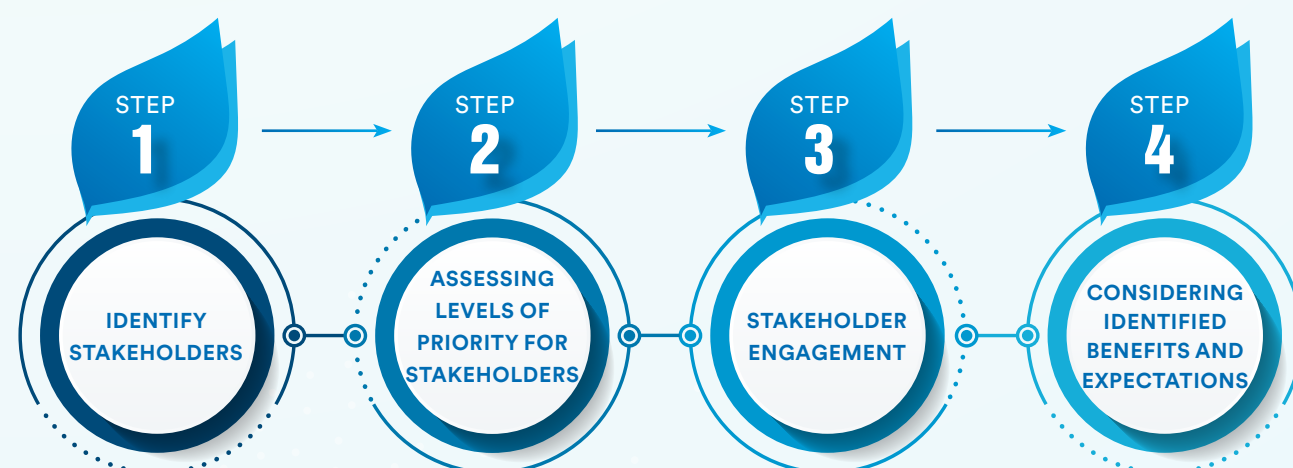 STEP
1
STEP
2
STEP
3
STEP
4
IDENTIFY
STAKEHOLDERS
ASSESSING
LEVELS OF
PRIORITY FOR
STAKEHOLDERS
STAKEHOLDER
ENGAGEMENT
CONSIDERING
IDENTIFIED
BENEFITS AND
EXPECTATIONS